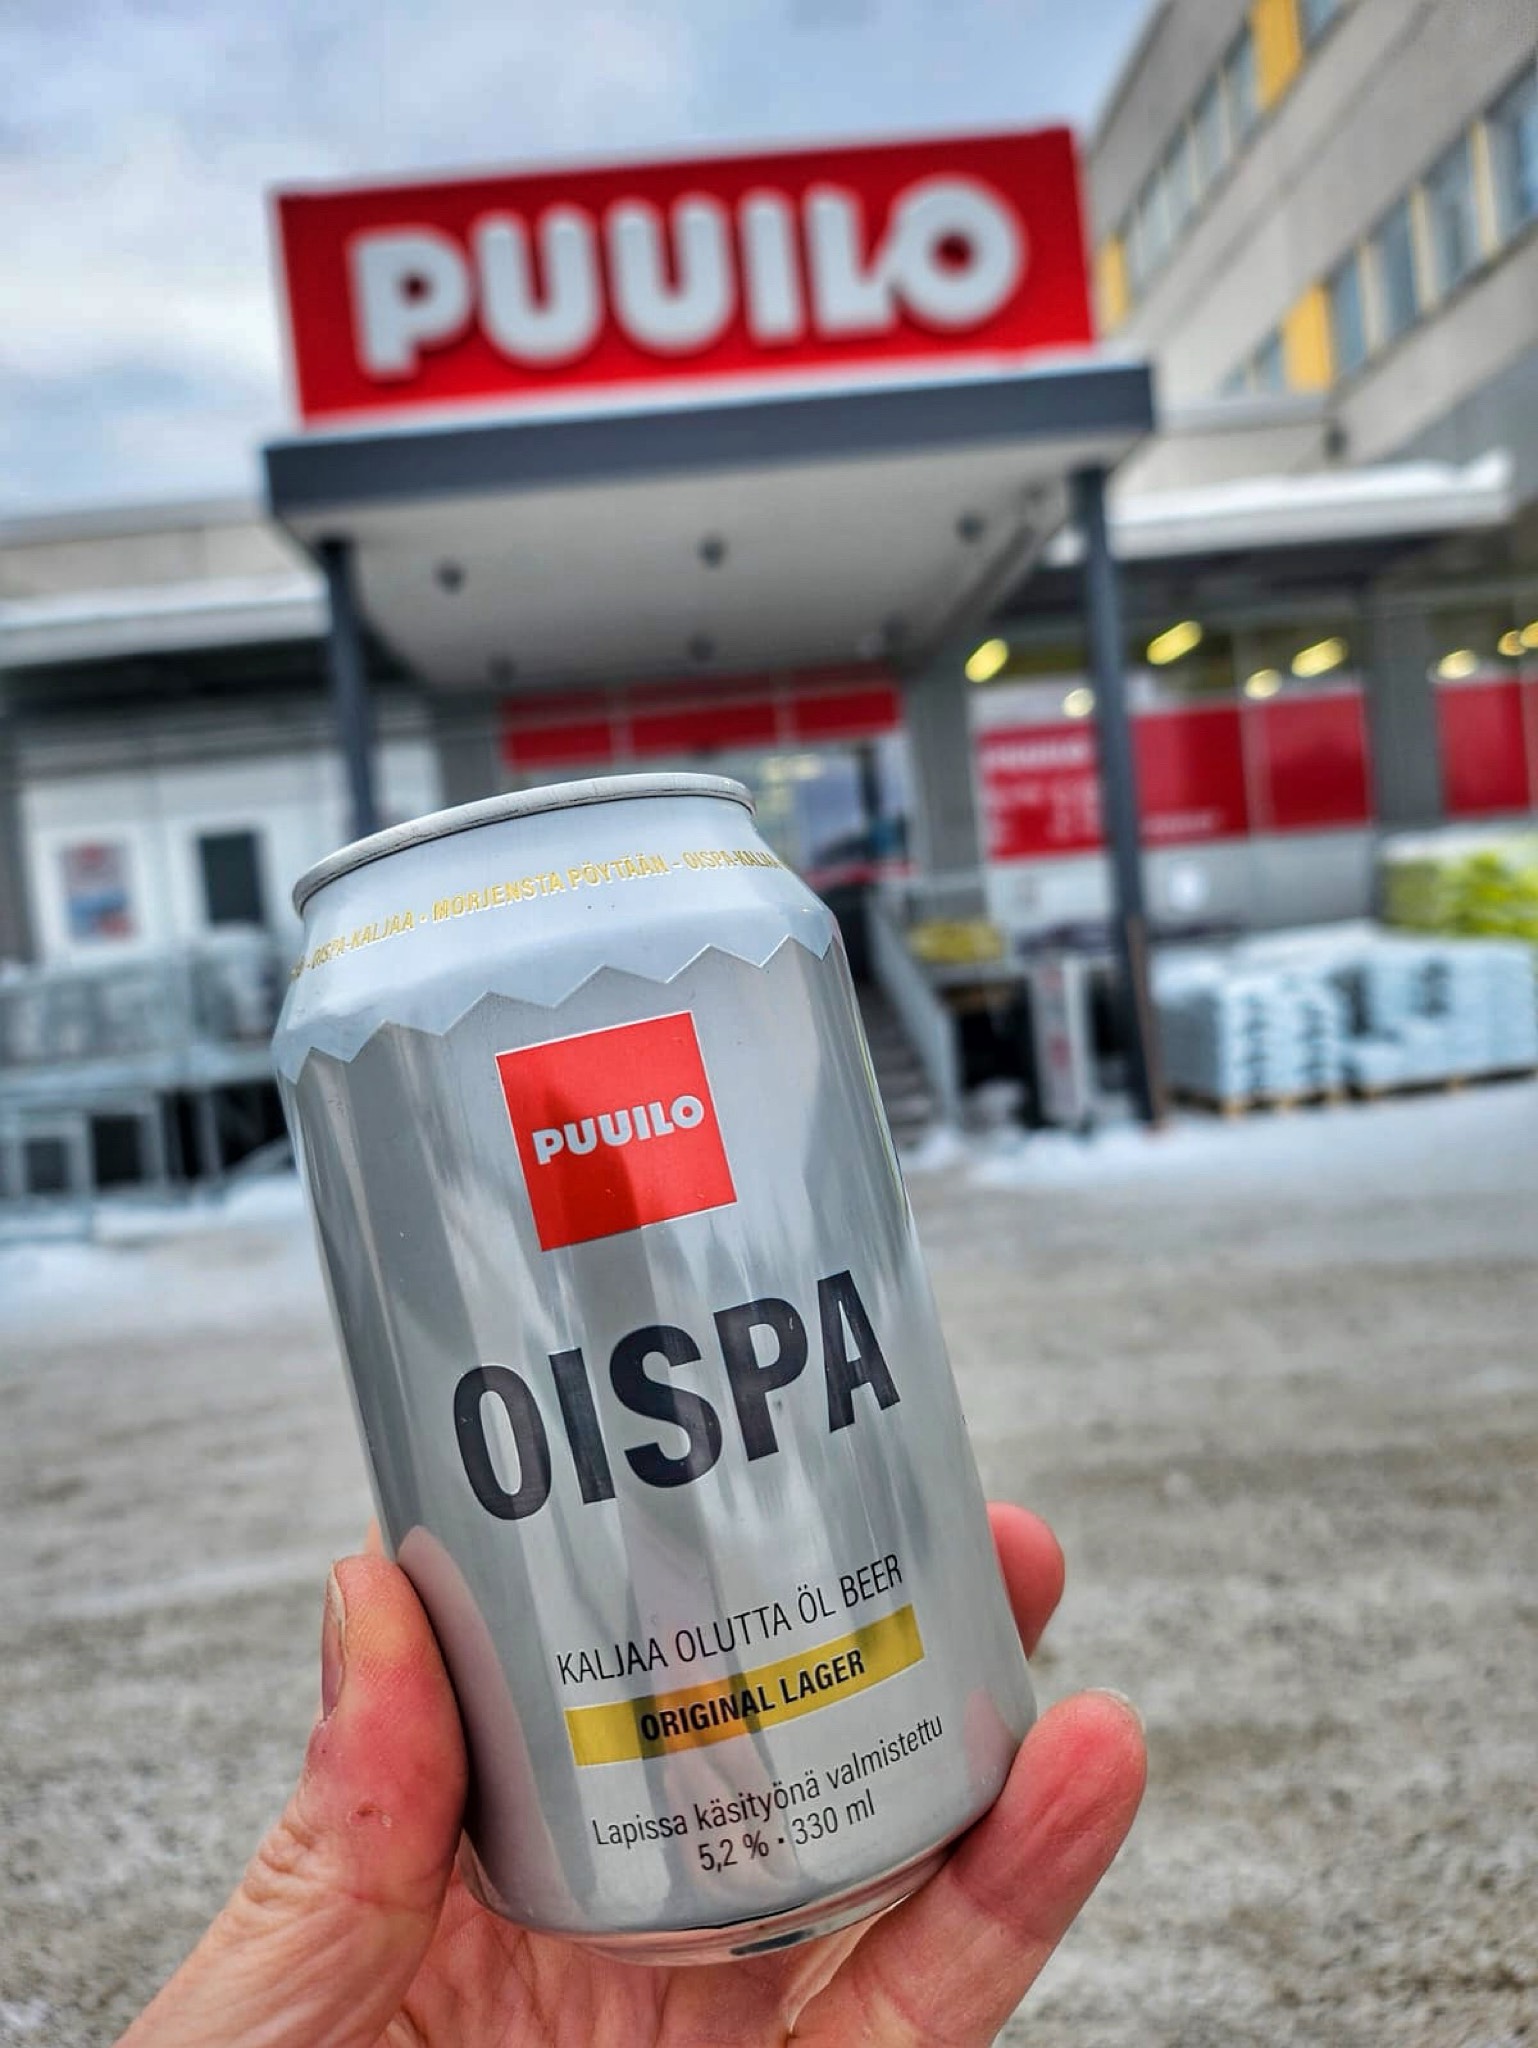 PUUILO
OISPA-KALJAA - MORJENSTA PÖYTÄÄN - OISPA-KALJAA
PUUILO
OISPA
KALJAA OLUTTA ÖL BEER
ORIGINAL LAGER
Lapissa käsityönä valmistettu
5,2 % • 330 ml